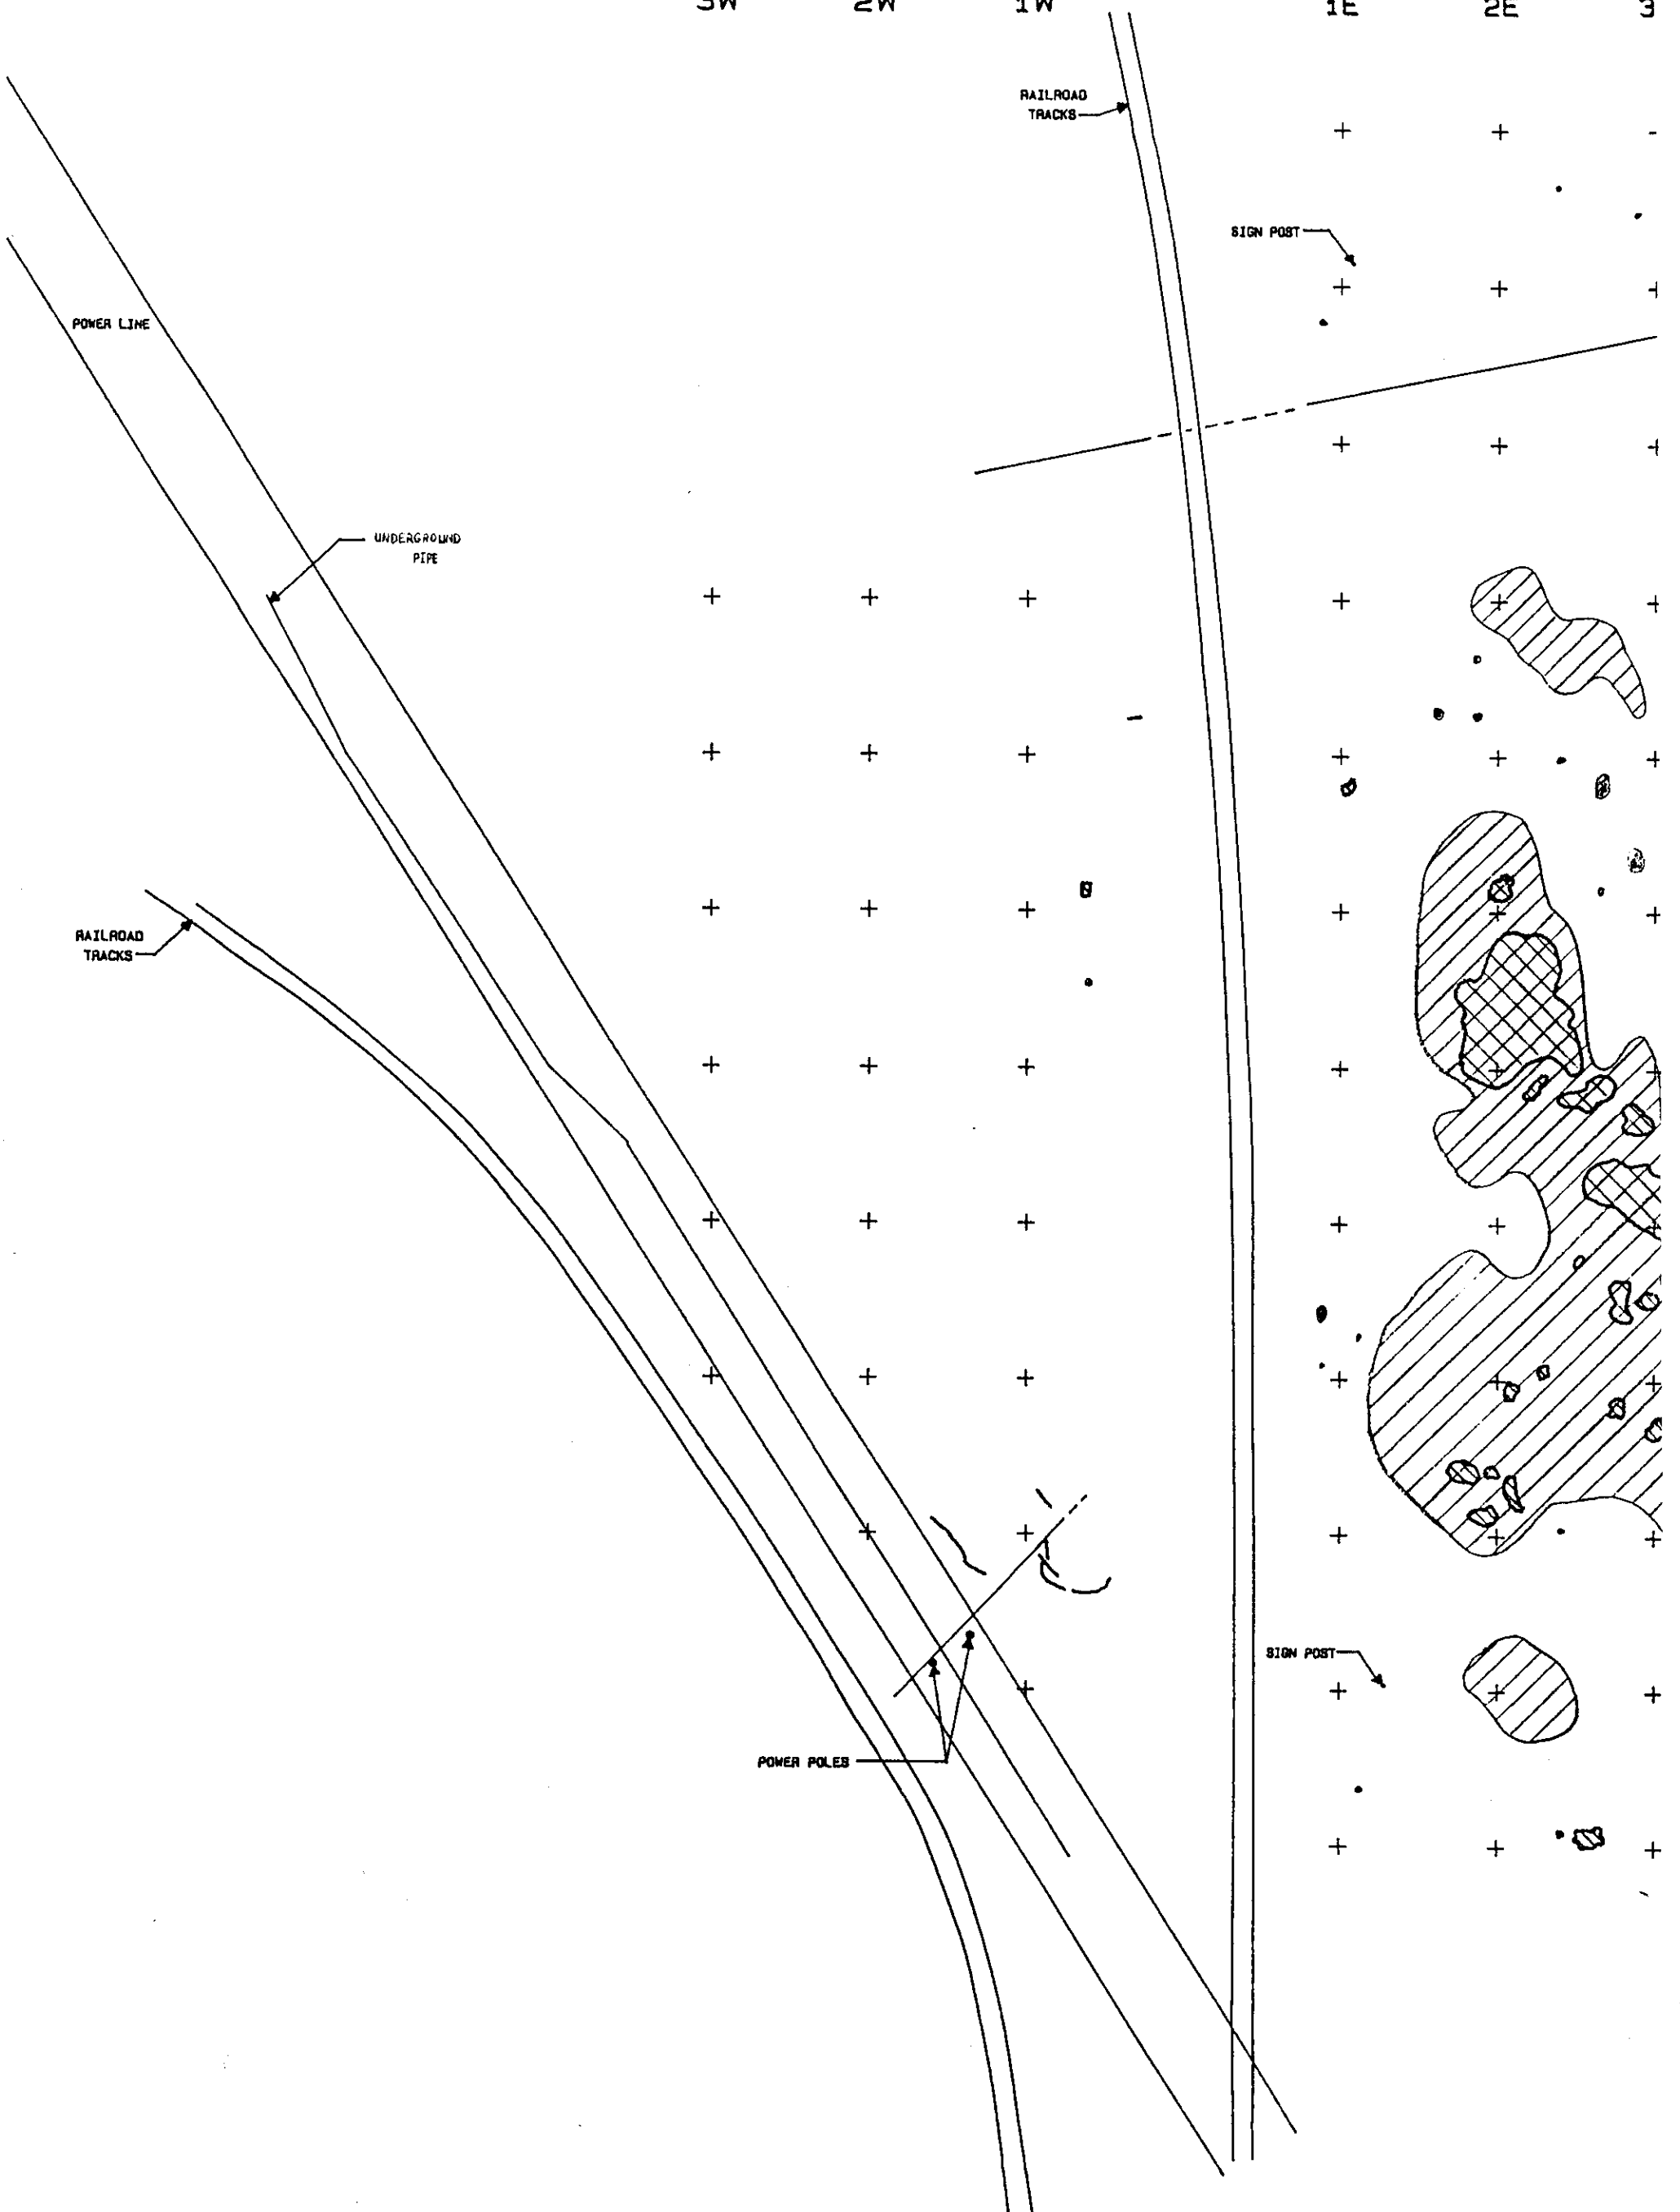 3W 2W 1W 1E 2E 3
RAILROAD
TRACKS
SIGN POST
POWER LINE
UNDERGROUND
PIPE
RAILROAD
TRACKS
SIGN POST
POWER POLES